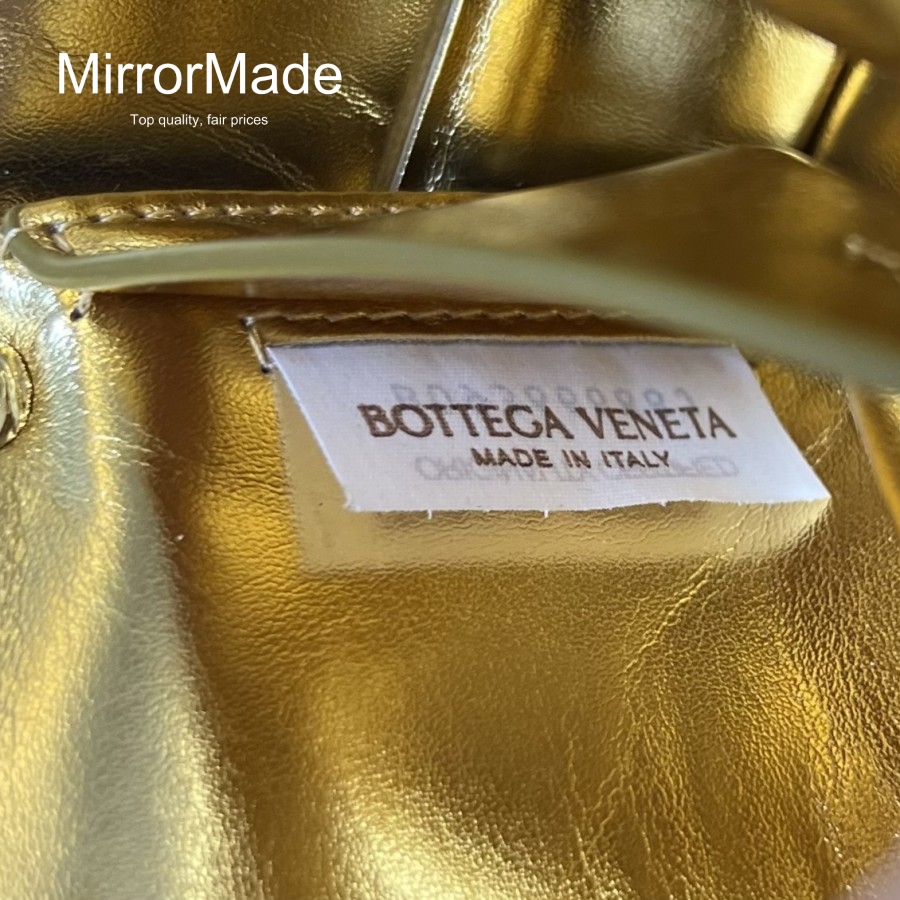 MirrorMade
Top quality, fair prices
BOTTEGA VENETA
MADE IN ITALY